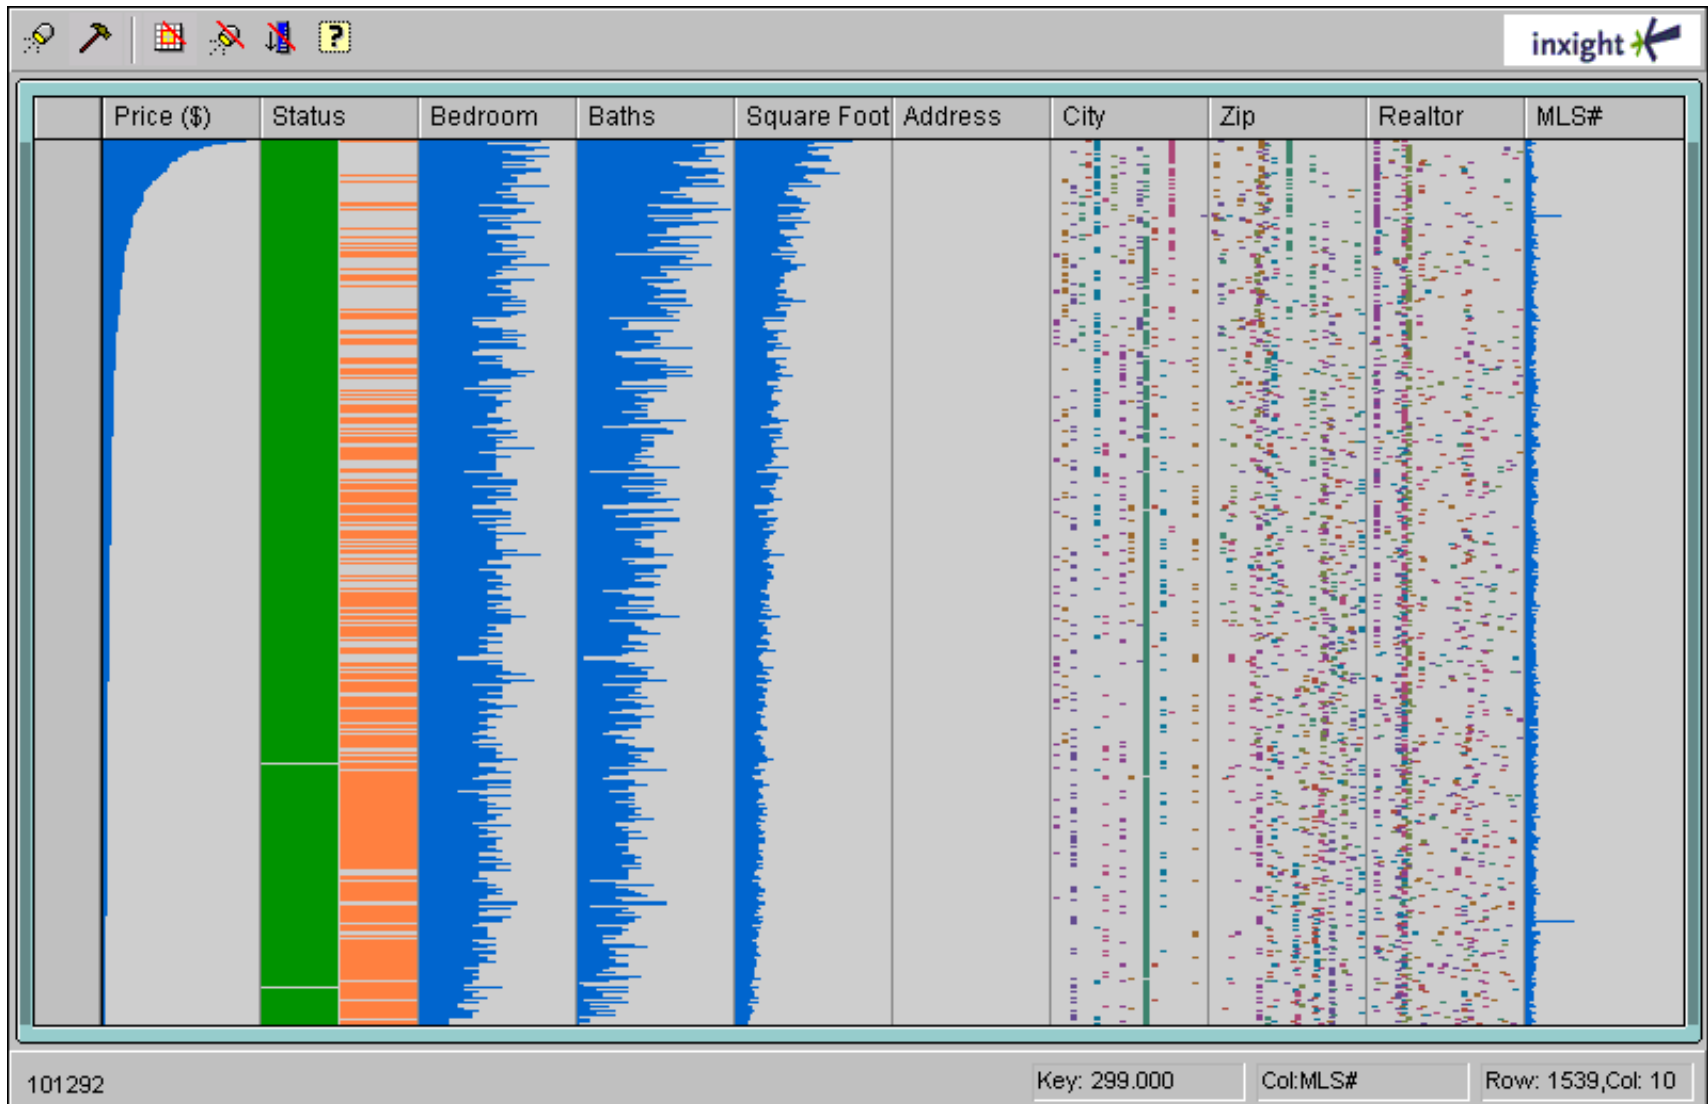 ?
inxight
Price ($) Status Bedroom Baths Square Foot Address City Zip Realtor MLS#
101292 Key: 299.000 Col:MLS# Row: 1539,Col: 10